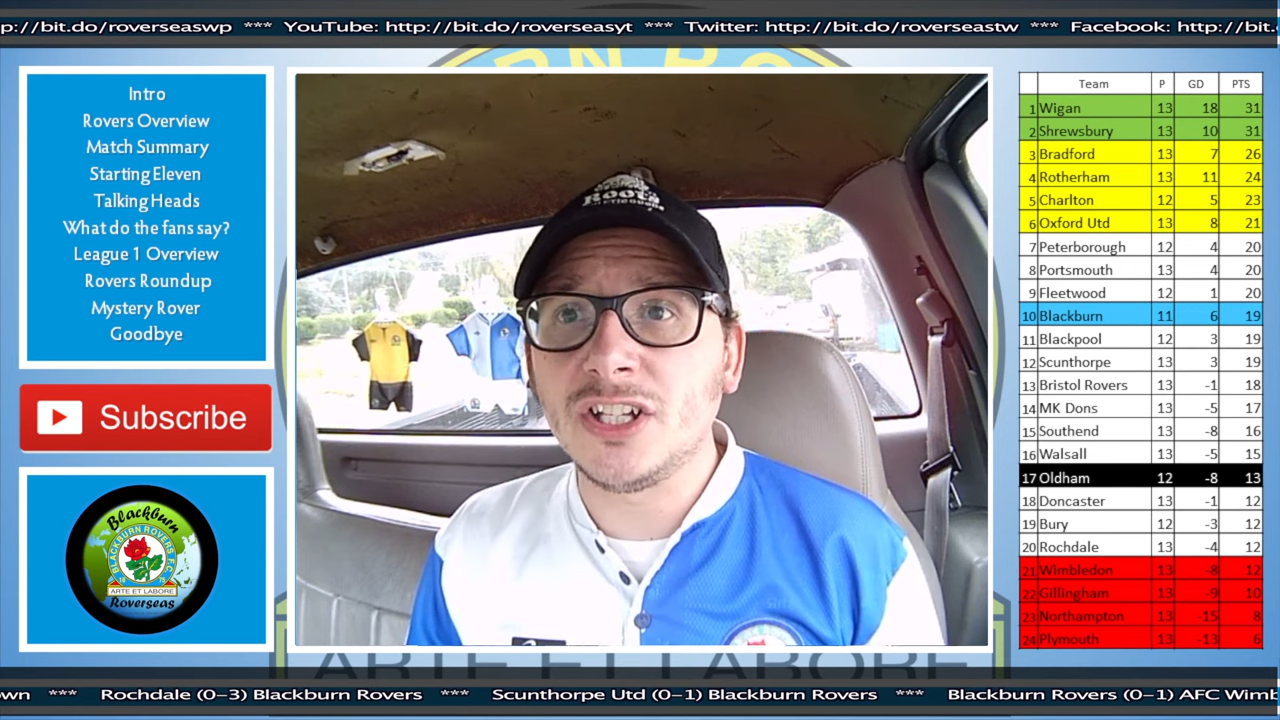 p://bit.do/roverseaswp *** YouTube: http://bit.do/roverseasyt *** Twitter: http://bit.do/roverseastw *** Facebook: http://bit.
Intro
Rovers Overview
Match Summary
Starting Eleven
Talking Heads
What do the fans say?
League 1 Overview
Rovers Roundup
Mystery Rover
Goodbye
Subscribe
Blackburn
BLACKBURN ROVERS F.C.
18 75
ARTE ET LABORE
Roverseas
Roots
Team P GD PTS
1 Wigan 13 18 31
2 Shrewsbury 13 10 31
3 Bradford 13 7 26
4 Rotherham 13 11 24
5 Charlton 12 5 23
6 Oxford Utd 13 8 21
7 Peterborough 12 4 20
8 Portsmouth 13 4 20
9 Fleetwood 12 1 20
10 Blackburn 11 6 19
11 Blackpool 12 3 19
12 Scunthorpe 13 3 19
13 Bristol Rovers 13 -1 18
14 MK Dons 13 -5 17
15 Southend 13 -8 16
16 Walsall 13 -5 15
17 Oldham 12 -8 13
18 Doncaster 13 -1 12
19 Bury 12 -3 12
20 Rochdale 13 -4 12
21 Wimbledon 13 -8 12
22 Gillingham 13 -9 10
23 Northampton 13 -15 8
24 Plymouth 13 -13 6
ARTE ET LABORE
own *** Rochdale (0-3) Blackburn Rovers *** Scunthorpe Utd (0-1) Blackburn Rovers *** Blackburn Rovers (0-1) AFC Wimb